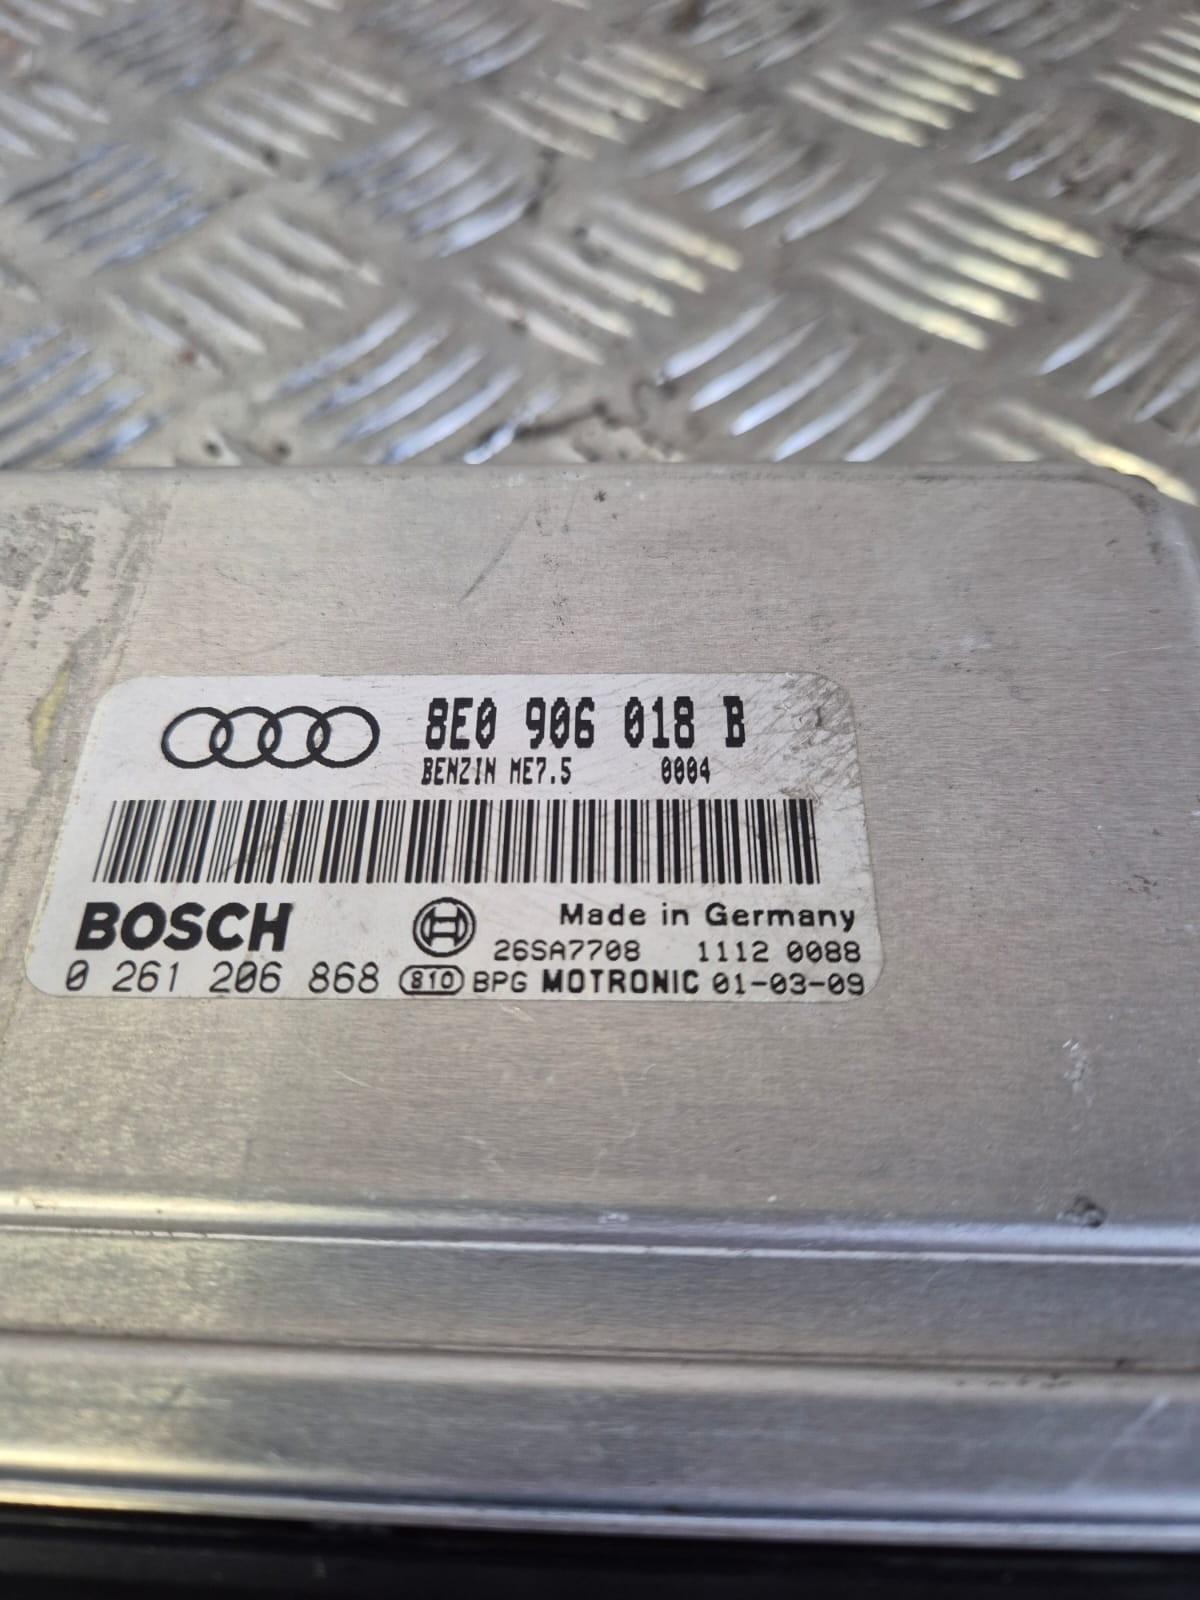 8E0 906 018 B
BENZIN ME7.5 0004
BOSCH
Made in Germany
26SA7708 1112 0088
0 261 206 868 810 BPG MOTRONIC 01-03-09